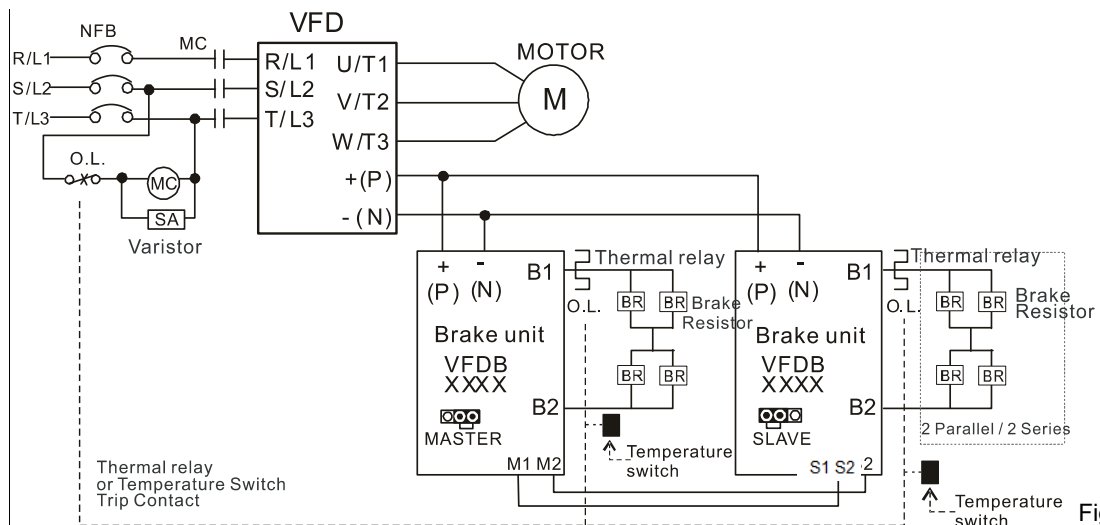 VFD
NFB
MC
MOTOR
R/L1
S/L2
T/L3
R/L1
S/L2
T/L3
U/T1
V/T2
W/T3
+(P)
-(N)
M
O.L.
MC
SA
Varistor
+
(P)
-
(N)
B1
Thermal relay
O.L.
BR
BR
BR
BR
Brake
Resistor
Brake unit
VFDB
XXXX
B2
MASTER
M1 M2
Temperature
switch
+
(P)
-
(N)
B1
Thermal relay
O.L.
BR
BR
BR
BR
Brake
Resistor
Brake unit
VFDB
XXXX
B2
SLAVE
S1 S2 2
2 Parallel / 2 Series
Temperature
switch
Thermal relay
or Temperature Switch
Trip Contact